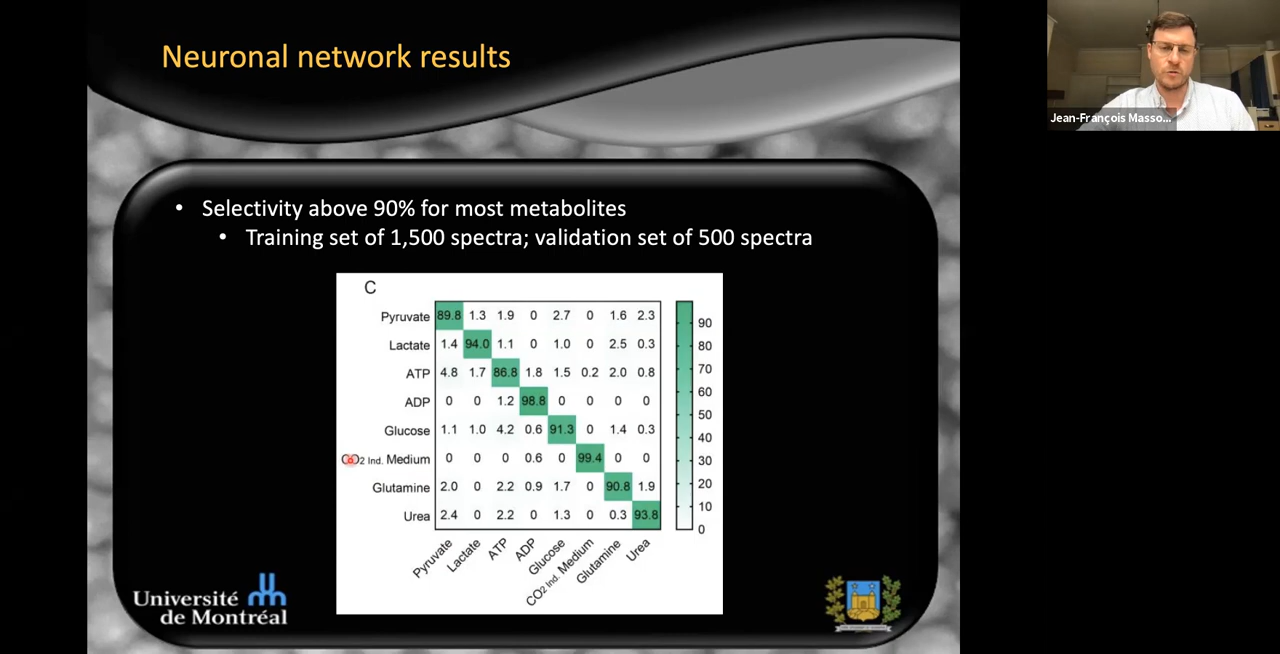 Neuronal network results
Jean-François Masso...
• Selectivity above 90% for most metabolites
• Training set of 1,500 spectra; validation set of 500 spectra
C
Pyruvate 89.8 1.3 1.9 0 2.7 0 1.6 2.3
Lactate 1.4 94.0 1.1 0 1.0 0 2.5 0.3
ATP 4.8 1.7 86.8 1.8 1.5 0.2 2.0 0.8
ADP 0 0 1.2 98.8 0 0 0 0
Glucose 1.1 1.0 4.2 0.6 91.3 0 1.4 0.3
CO2 Ind. Medium 0 0 0 0.6 0 99.4 0 0
Glutamine 2.0 0 2.2 0.9 1.7 0 90.8 1.9
Urea 2.4 0 2.2 0 1.3 0 0.3 93.8
Pyruvate Lactate ATP ADP Glucose CO2 Ind. Medium Glutamine Urea
90
80
70
60
50
40
30
20
10
0
Université
de Montréal